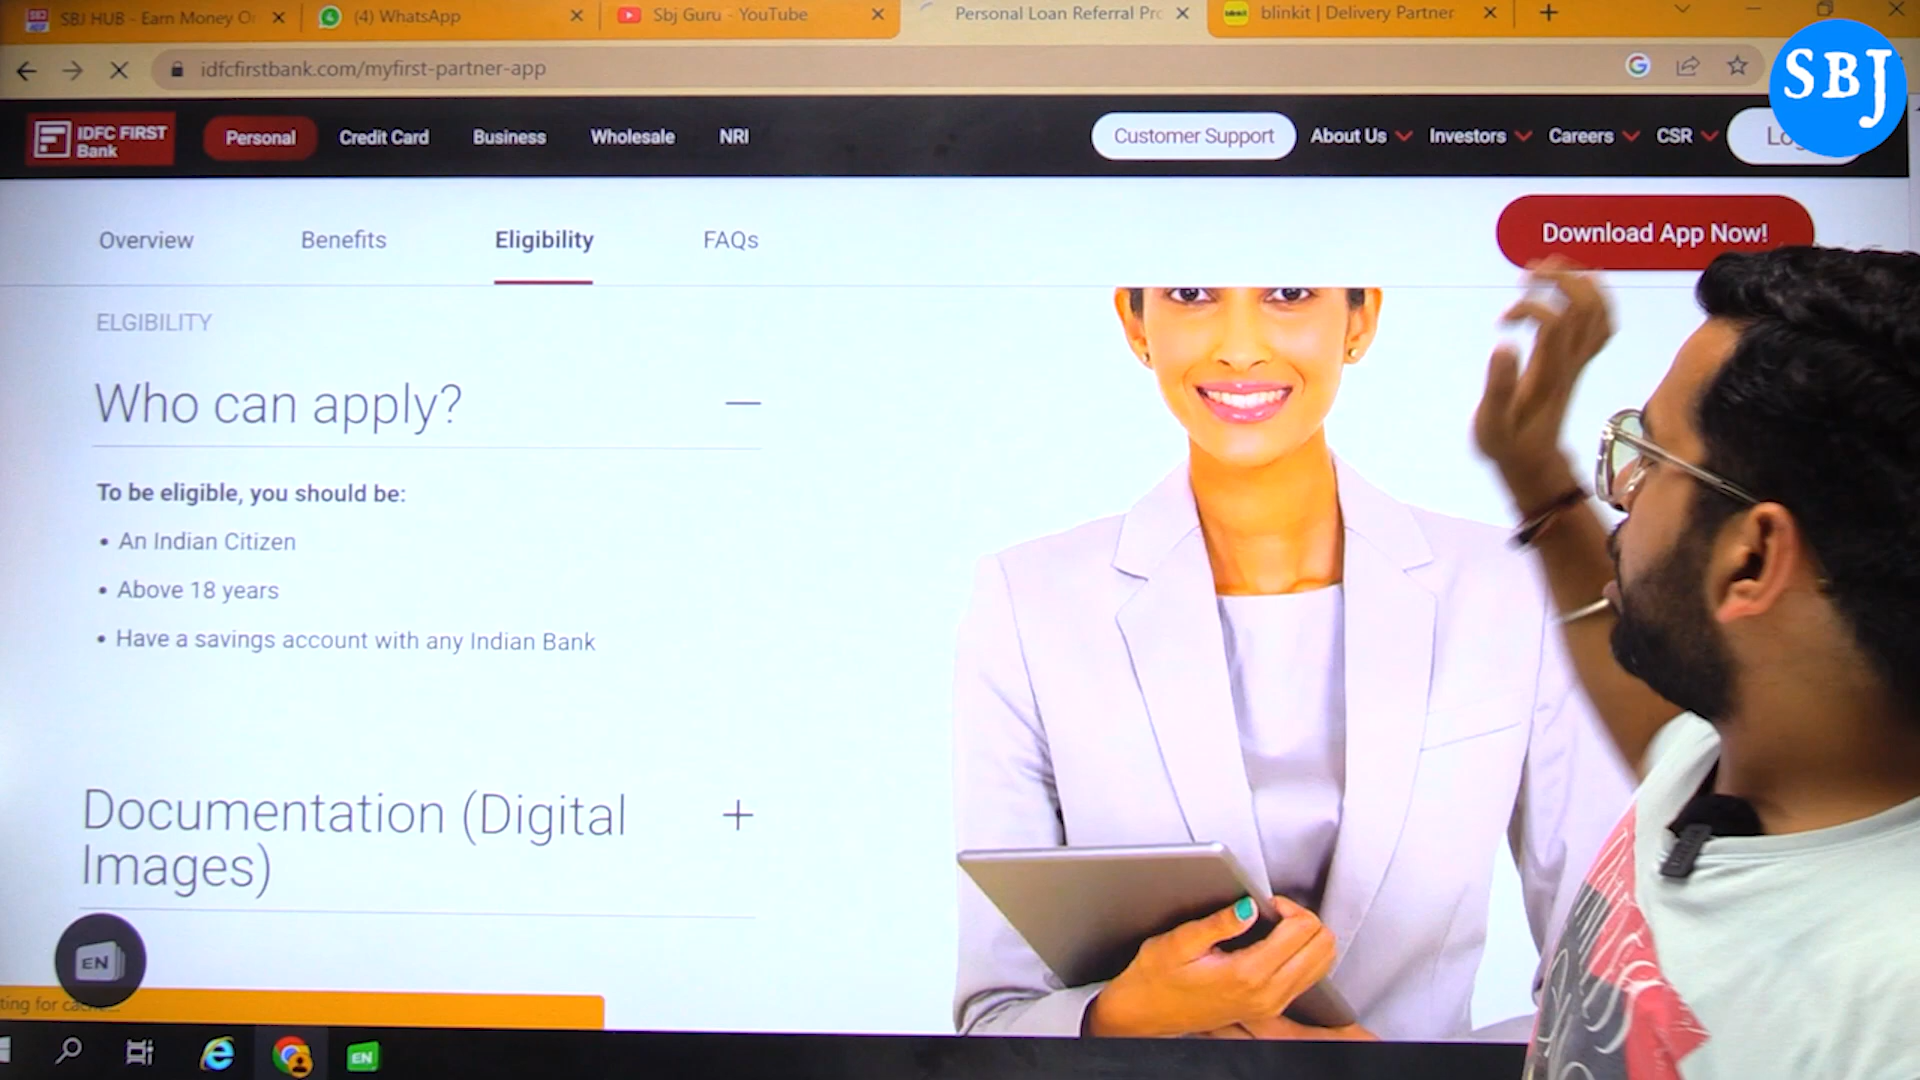 SBJ HUB - Earn Money O
(4) WhatsApp
Sbj Guru - YouTube
Personal Loan Referral Pro
blinkit | Delivery Partner
idfcfirstbank.com/myfirst-partner-app
SBJ
IDFC FIRST
Bank
Personal
Credit Card
Business
Wholesale
NRI
Customer Support
About Us
Investors
Careers
CSR
Overview
Benefits
Eligibility
FAQs
Download App Now!
ELGIBILITY
Who can apply?
To be eligible, you should be:
• An Indian Citizen
• Above 18 years
• Have a savings account with any Indian Bank
Documentation (Digital
Images)
EN
ting for
EN